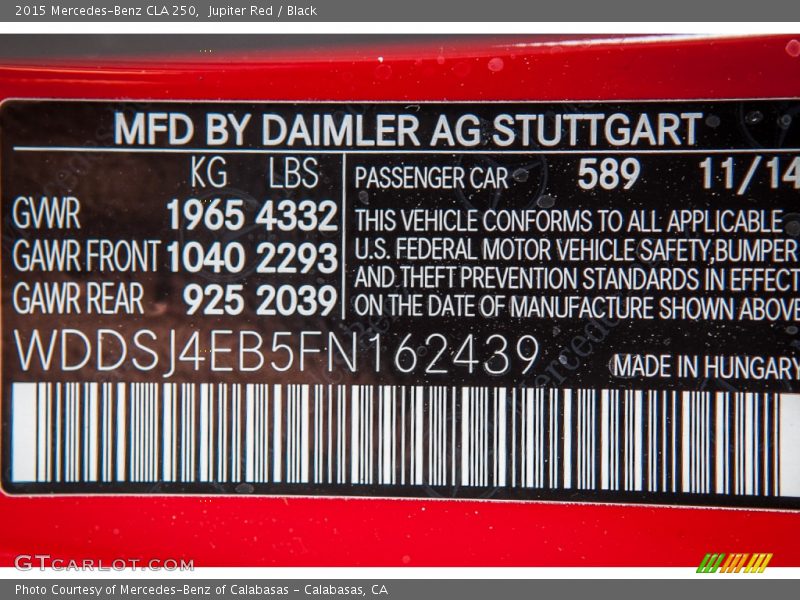 2015 Mercedes-Benz CLA 250, Jupiter Red / Black
MFD BY DAIMLER AG STUTTGART
KG LBS
GVWR 1965 4332
GAWR FRONT 1040 2293
GAWR REAR 925 2039
PASSENGER CAR 589 11/14
THIS VEHICLE CONFORMS TO ALL APPLICABLE
U.S. FEDERAL MOTOR VEHICLE SAFETY,BUMPER
AND THEFT PREVENTION STANDARDS IN EFFECT
ON THE DATE OF MANUFACTURE SHOWN ABOVE
WDDSJ4EB5FN162439
MADE IN HUNGARY
GTCARLOT.COM
Photo Courtesy of Mercedes-Benz of Calabasas - Calabasas, CA